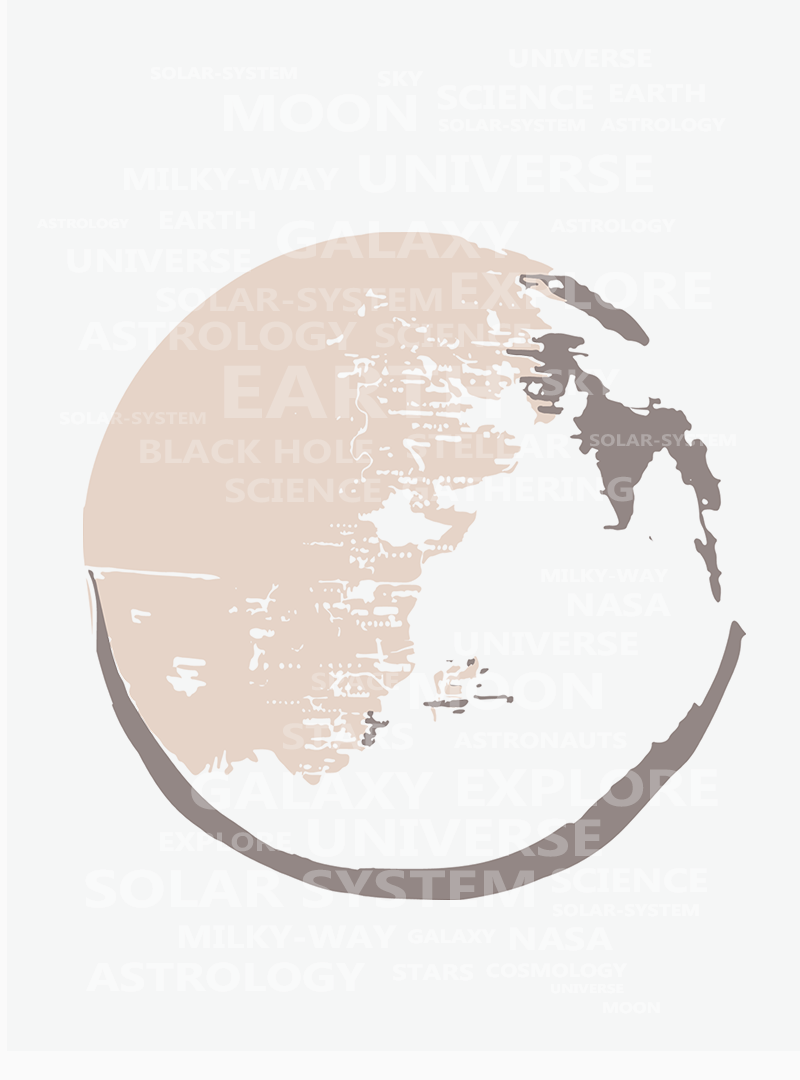 UNIVERSE
SOLAR-SYSTEM SKY
SCIENCE EARTH
MOON
SOLAR-SYSTEM ASTROLOGY
MILKY-WAY UNIVERSE
ASTROLOGY EARTH ASTROLOGY
GALAXY
UNIVERSE
SOLAR-SYSTEM EXPLORE
ASTROLOGY SCIENCE
EARTH SKY
SOLAR-SYSTEM
BLACK HOLE STELLAR SOLAR-SYSTEM
SCIENCE GATHERING
MILKY-WAY
NASA
UNIVERSE
SPACE MOON
STARS ASTRONAUTS
GALAXY EXPLORE
EXPLORE UNIVERSE
SOLAR SYSTEM SCIENCE
SOLAR-SYSTEM
MILKY-WAY GALAXY NASA
ASTROLOGY STARS COSMOLOGY
UNIVERSE
MOON